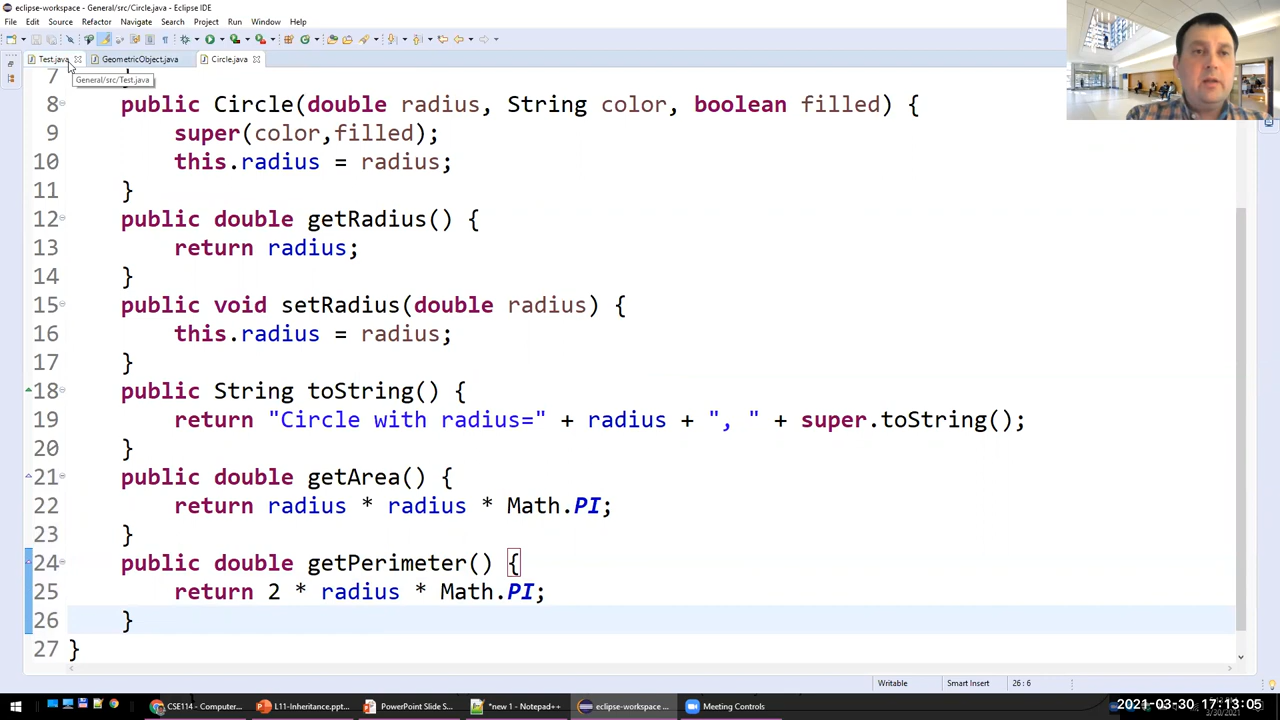 eclipse-workspace - General/src/Circle.java - Eclipse IDE
File Edit Source Refactor Navigate Search Project Run Window Help
Test.java GeometricObject.java Circle.java
General/src/Test.java
7 }
8 public Circle(double radius, String color, boolean filled) {
9 super(color,filled);
10 this.radius = radius;
11 }
12 public double getRadius() {
13 return radius;
14 }
15 public void setRadius(double radius) {
16 this.radius = radius;
17 }
18 public String toString() {
19 return "Circle with radius=" + radius + ", " + super.toString();
20 }
21 public double getArea() {
22 return radius * radius * Math.PI;
23 }
24 public double getPerimeter() {
25 return 2 * radius * Math.PI;
26 }
27 }
Writable Smart Insert 26 : 6
CSE114 - Computer... L11-Inheritance.ppt... PowerPoint Slide S... *new 1 - Notepad++ eclipse-workspace ... Meeting Controls
2021-03-30 17:13:05